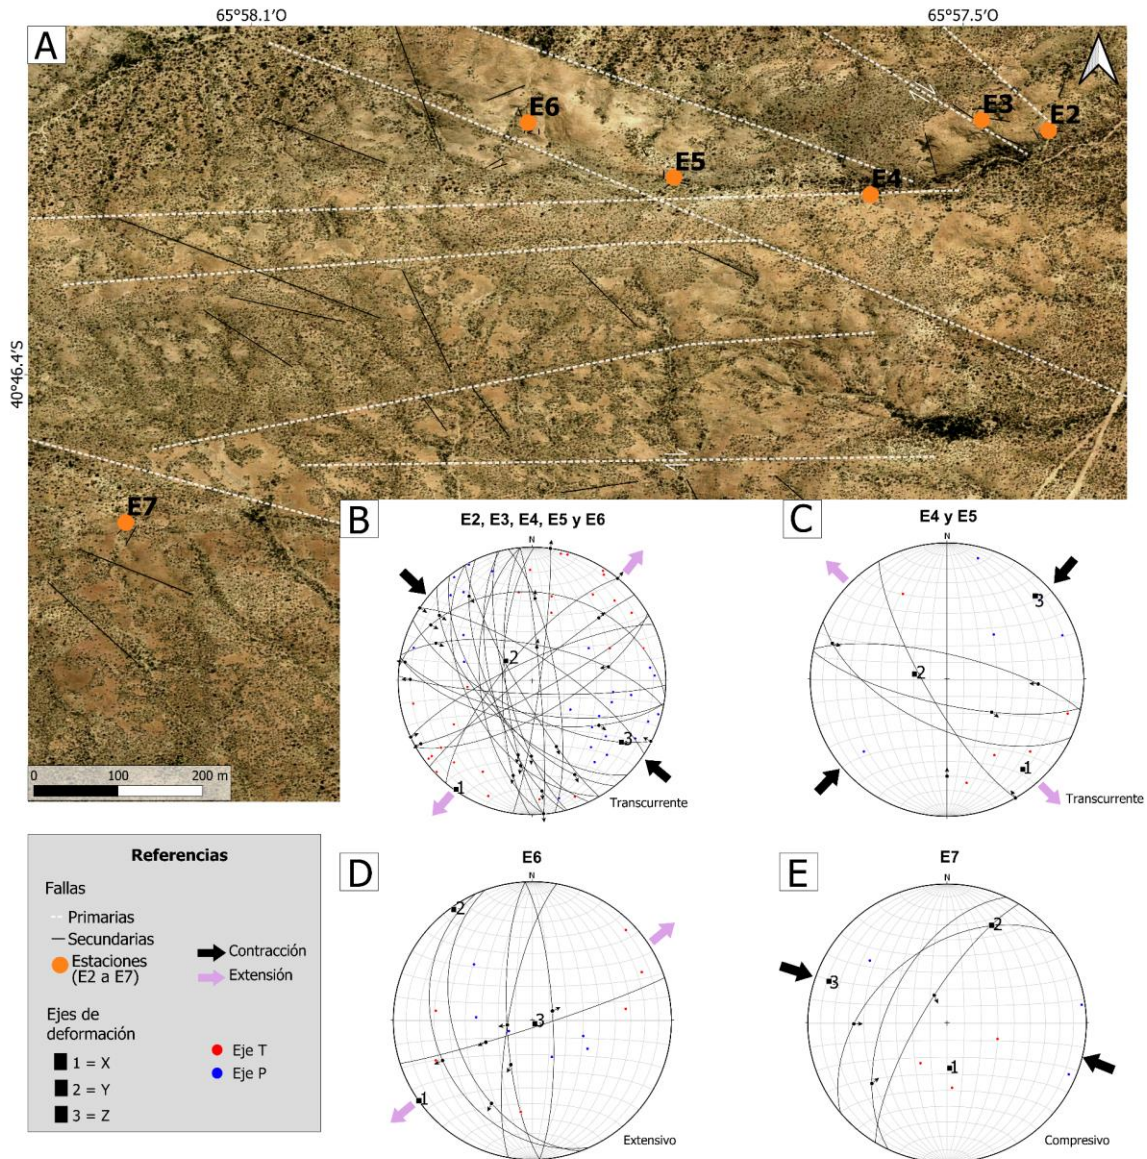 65°58.1'O
65°57.5'O
A
E6
E3
E2
E5
E4
40°46.4'S
E7
0
100
200 m
B
E2, E3, E4, E5 y E6
N
2
3
1
Transcurrente
C
E4 y E5
N
3
2
1
Transcurrente
Referencias
Fallas
Primarias
Secundarias
Estaciones
(E2 a E7)
Contracción
Extensión
Ejes de
deformación
1 = X
2 = Y
3 = Z
Eje T
Eje P
D
E6
N
2
3
1
Extensivo
E
E7
N
2
3
1
Compresivo